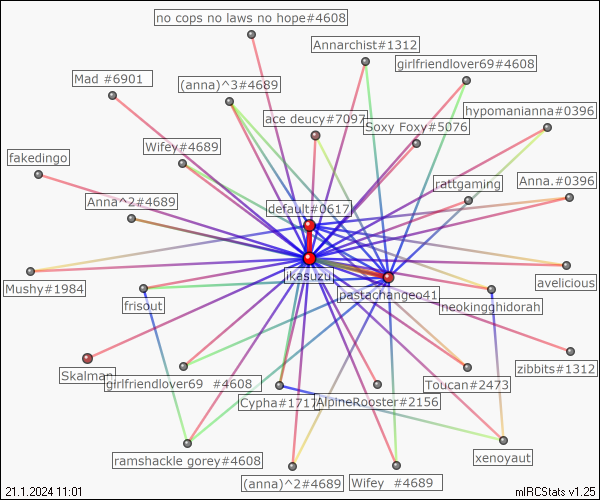 no cops no laws no hope#4608
Annarchist#1312
girlfriendlover69#4608
Mad #6901
(anna)^3#4689
hypomanianna#0396
ace deucy#7097
Soxy Foxy#5076
Wifey#4689
fakedingo
rattgaming
Anna.#0396
Anna^2#4689
default#0617
ikasuzu
Mushy#1984
pastachangeo41
avelicious
frisout
neokingghidorah
Skalman
zibbits#1312
girlfriendlover69 #4608
Toucan#2473
Cypha#1717
AlpineRooster#2156
ramshackle gorey#4608
xenoyaut
(anna)^2#4689
Wifey #4689
21.1.2024 11:01
mIRCStats v1.25